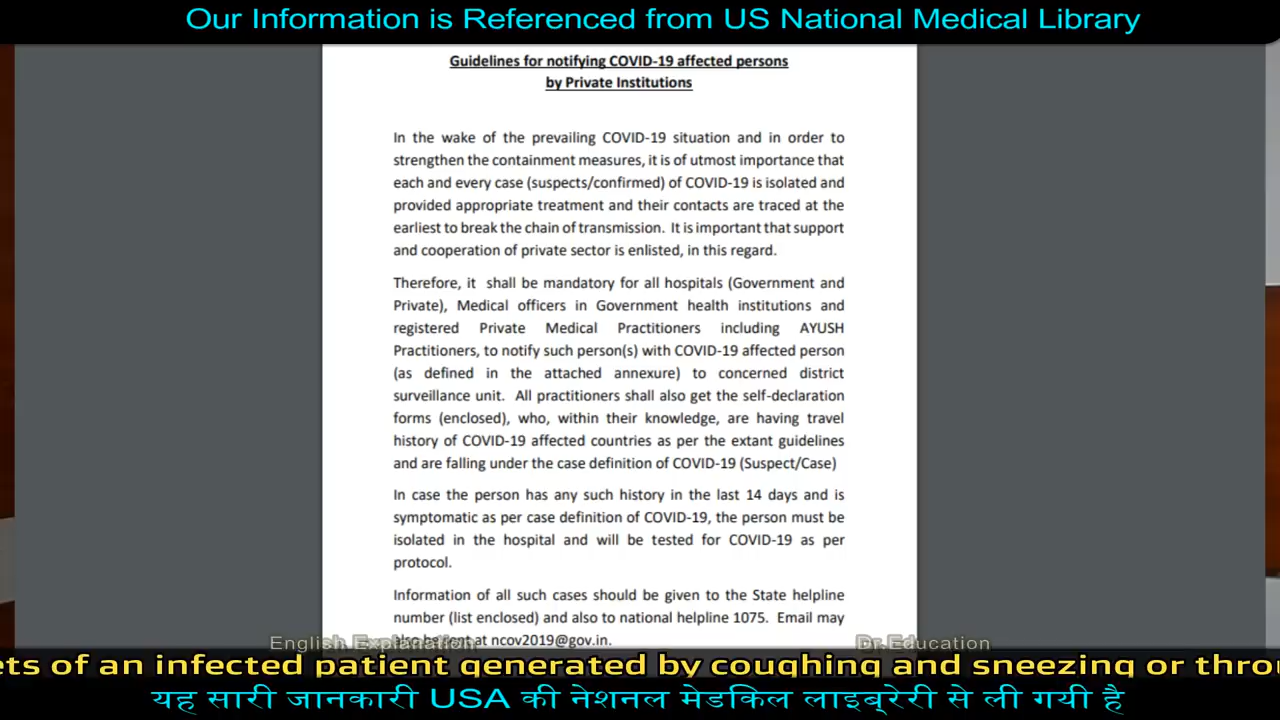 Our Information is Referenced from US National Medical Library
Guidelines for notifying COVID-19 affected persons
by Private Institutions
In the wake of the prevailing COVID-19 situation and in order to
strengthen the containment measures, it is of utmost importance that
each and every case (suspects/confirmed) of COVID-19 is isolated and
provided appropriate treatment and their contacts are traced at the
earliest to break the chain of transmission. It is important that support
and cooperation of private sector is enlisted, in this regard.
Therefore, it shall be mandatory for all hospitals (Government and
Private), Medical officers in Government health institutions and
registered Private Medical Practitioners including AYUSH
Practitioners, to notify such person(s) with COVID-19 affected person
(as defined in the attached annexure) to concerned district
surveillance unit. All practitioners shall also get the self-declaration
forms (enclosed), who, within their knowledge, are having travel
history of COVID-19 affected countries as per the extant guidelines
and are falling under the case definition of COVID-19 (Suspect/Case)
In case the person has any such history in the last 14 days and is
symptomatic as per case definition of COVID-19, the person must be
isolated in the hospital and will be tested for COVID-19 as per
protocol.
Information of all such cases should be given to the State helpline
number (list enclosed) and also to national helpline 1075. Email may
also be sent at ncov2019@gov.in.
English Explanation
Dr.Education
ets of an infected patient generated by coughing and sneezing or thro
यह सारी जानकारी USA की नेशनल मेडिकल लाइब्रेरी से ली गयी है